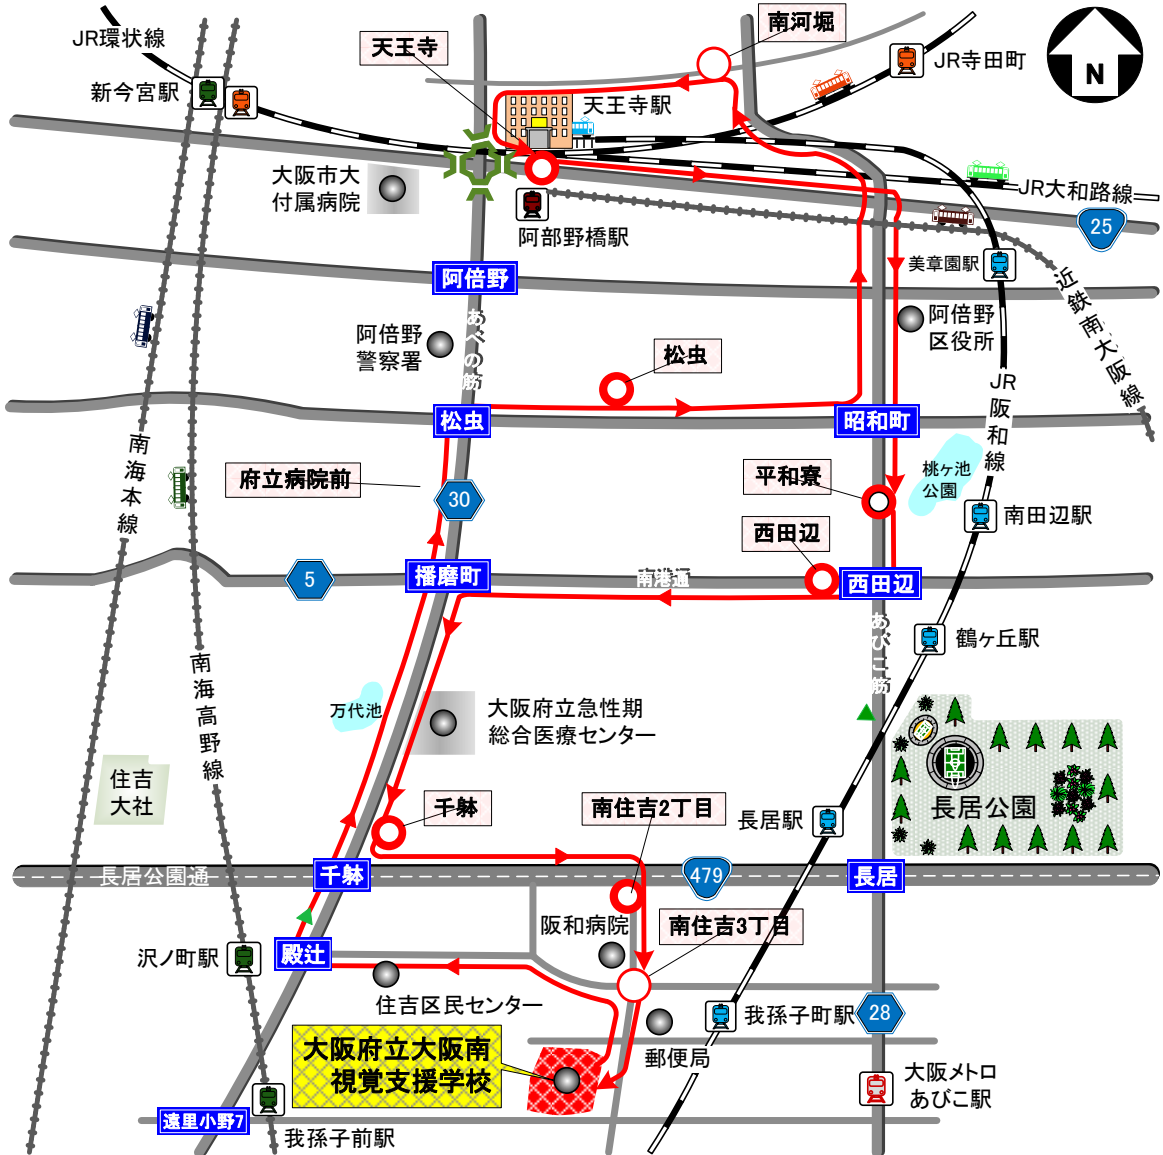 南河堀
JR環状線
天王寺
JR寺田町
新今宮駅
N
天王寺駅
大阪市大
付属病院
JR大和路線
25
阿部野橋駅
阿倍野
美章園駅
近鉄南大阪線
あべの筋
阿倍野
警察署
阿倍野
区役所
松虫
JR阪和線
松虫
昭和町
南海本線
府立病院前
30
平和寮
桃ヶ池
公園
南田辺駅
西田辺
5
播磨町
南港通
西田辺
あびこ筋
鶴ヶ丘駅
南海高野線
万代池
大阪府立急性期
総合医療センター
住吉
大社
千躰
南住吉2丁目
長居駅
長居公園
長居公園通
千躰
479
長居
阪和病院
南住吉3丁目
殿辻
沢ノ町駅
住吉区民センター
我孫子町駅
28
大阪府立大阪南
視覚支援学校
郵便局
大阪メトロ
あびこ駅
遠里小野7
我孫子前駅